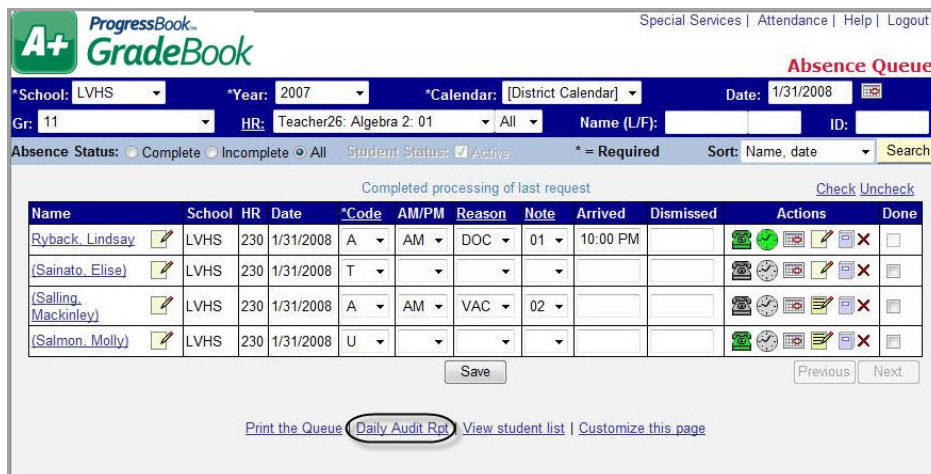 Special Services | Attendance | Help | Logout
A+ ProgressBook™
GradeBook
Absence Queue
*School: LVHS *Year: 2007 *Calendar: [District Calendar] Date: 1/31/2008
Gr: 11 HR: Teacher26: Algebra 2: 01 All Name (L/F): ID:
Absence Status: Complete Incomplete All Student Status: Active * = Required Sort: Name, date Search
Completed processing of last request Check Uncheck
Name School HR Date *Code AM/PM Reason Note Arrived Dismissed Actions Done
Ryback, Lindsay LVHS 230 1/31/2008 A AM DOC 01 10:00 PM
(Sainato, Elise) LVHS 230 1/31/2008 T
(Salling, Mackinley) LVHS 230 1/31/2008 A AM VAC 02
(Salmon, Molly) LVHS 230 1/31/2008 U
Save Previous Next
Print the Queue | Daily Audit Rpt | View student list | Customize this page